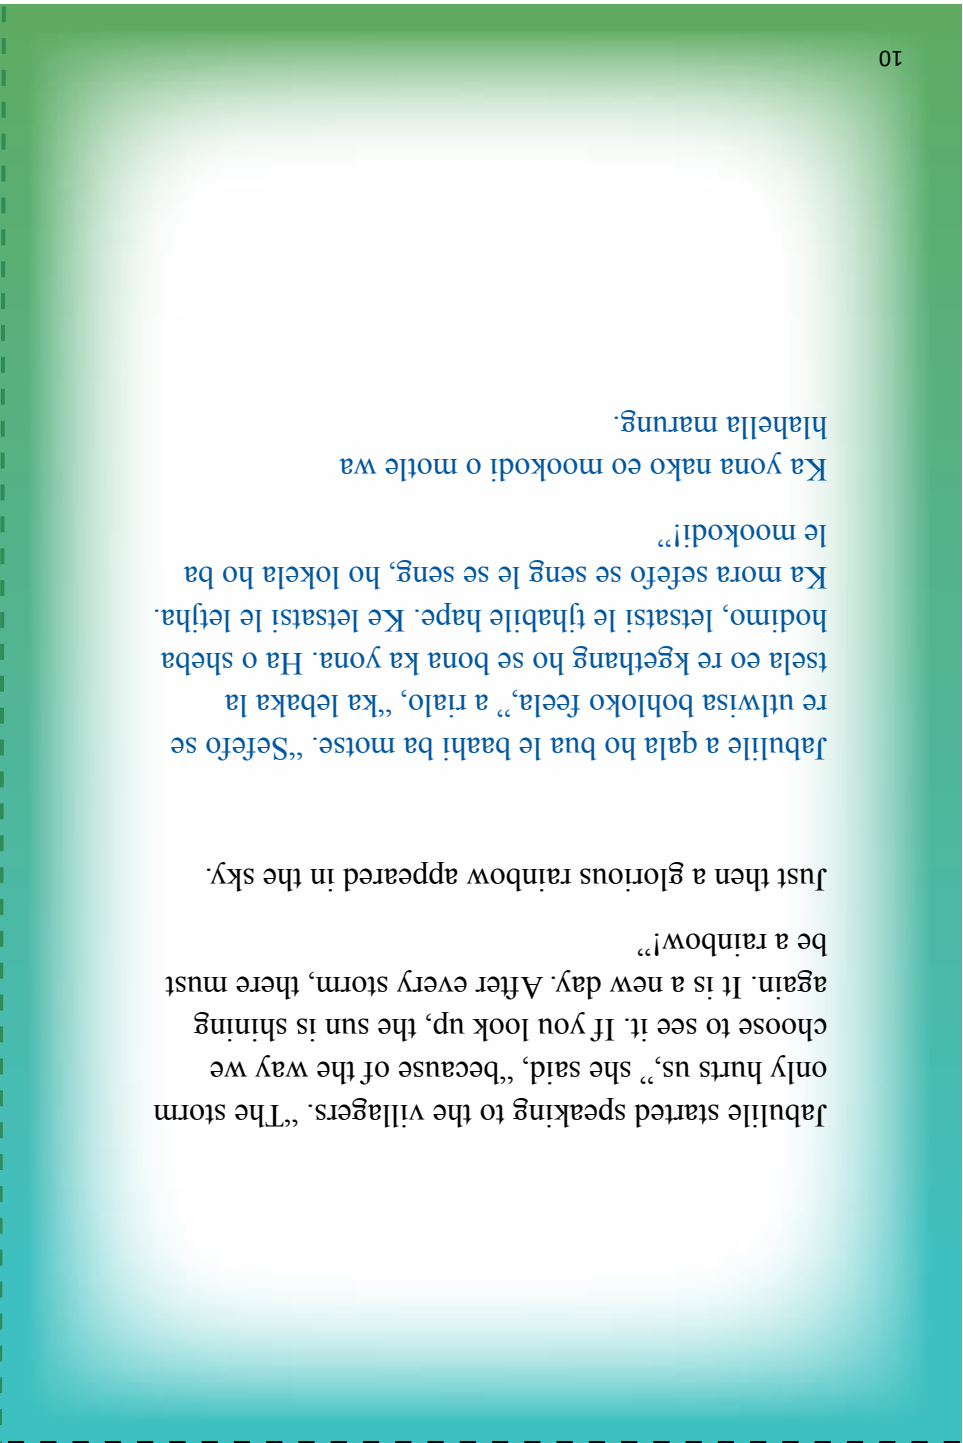 Jabulile started speaking to the villagers. “The storm
only hurts us,” she said, “because of the way we
choose to see it. If you look up, the sun is shining
again. It is a new day. After every storm, there must
be a rainbow!”
Just then a glorious rainbow appeared in the sky.
Jabulile a qala ho bua le baahi ba motse. “Sefefo se
re utlwisa bohloko feela,” a rialo, “ka lebaka la
tsela eo re kgethang ho se bona ka yona. Ha o sheba
hodimo, letsatsi le tjhabile hape. Ke letsatsi le letjha.
Ka mora sefefo se seng le se seng, ho lokela ho ba
le mookodi!”
Ka yona nako eo mookodi o motle wa
hlahella marung.
10